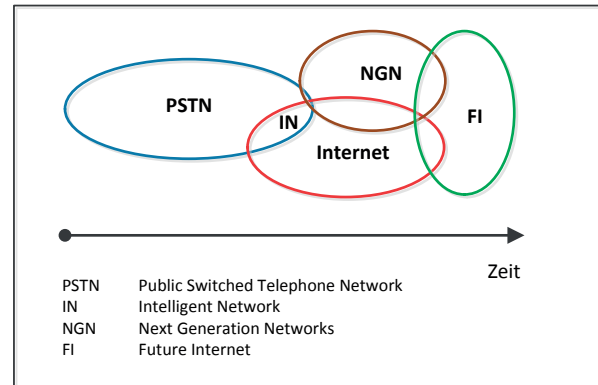 NGN
PSTN
IN
FI
Internet
Zeit
PSTN Public Switched Telephone Network
IN Intelligent Network
NGN Next Generation Networks
FI Future Internet